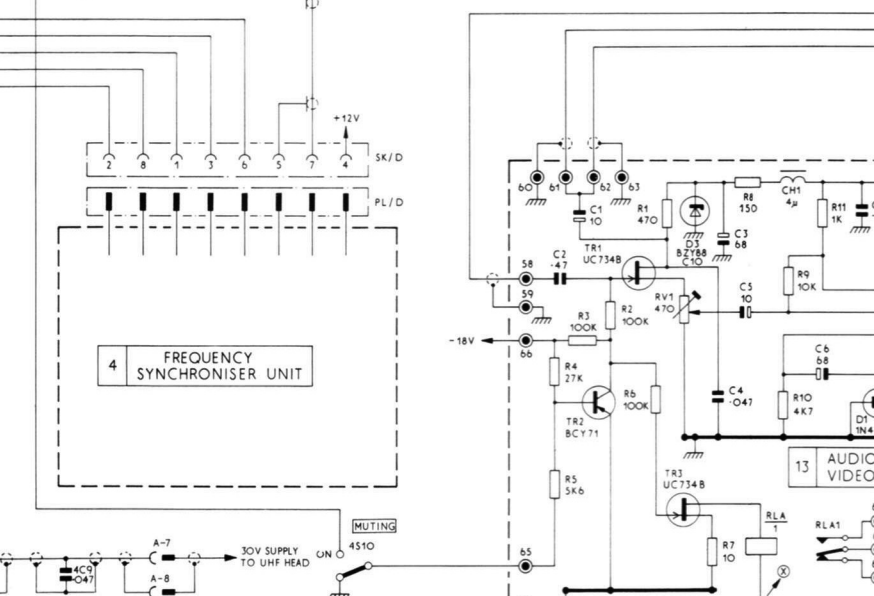 +12V
2 8 1 3 6 5 7 4 SK/D
PL/D
4 FREQUENCY
SYNCHRONISER UNIT
60 61 62 63
C1
10
R1
470
D3
BZY88
C10
C3
68
R8
150
CH1
4µ
R11
1K
TR1
UC734B
58
C2
·47
59
RV1
470
C5
10
R9
10K
R3
100K
R2
100K
-18V
66
R4
27K
R6
100K
C4
·047
C6
68
R10
4K7
D1
1N4
TR2
BCY71
13 AUDIO
VIDEO
R5
5K6
TR3
UC734B
RLA
1
RLA1
R7
10
X
MUTING
4S10
ON
65
A-7
A-8
30V SUPPLY
TO UHF HEAD
4C9
·047